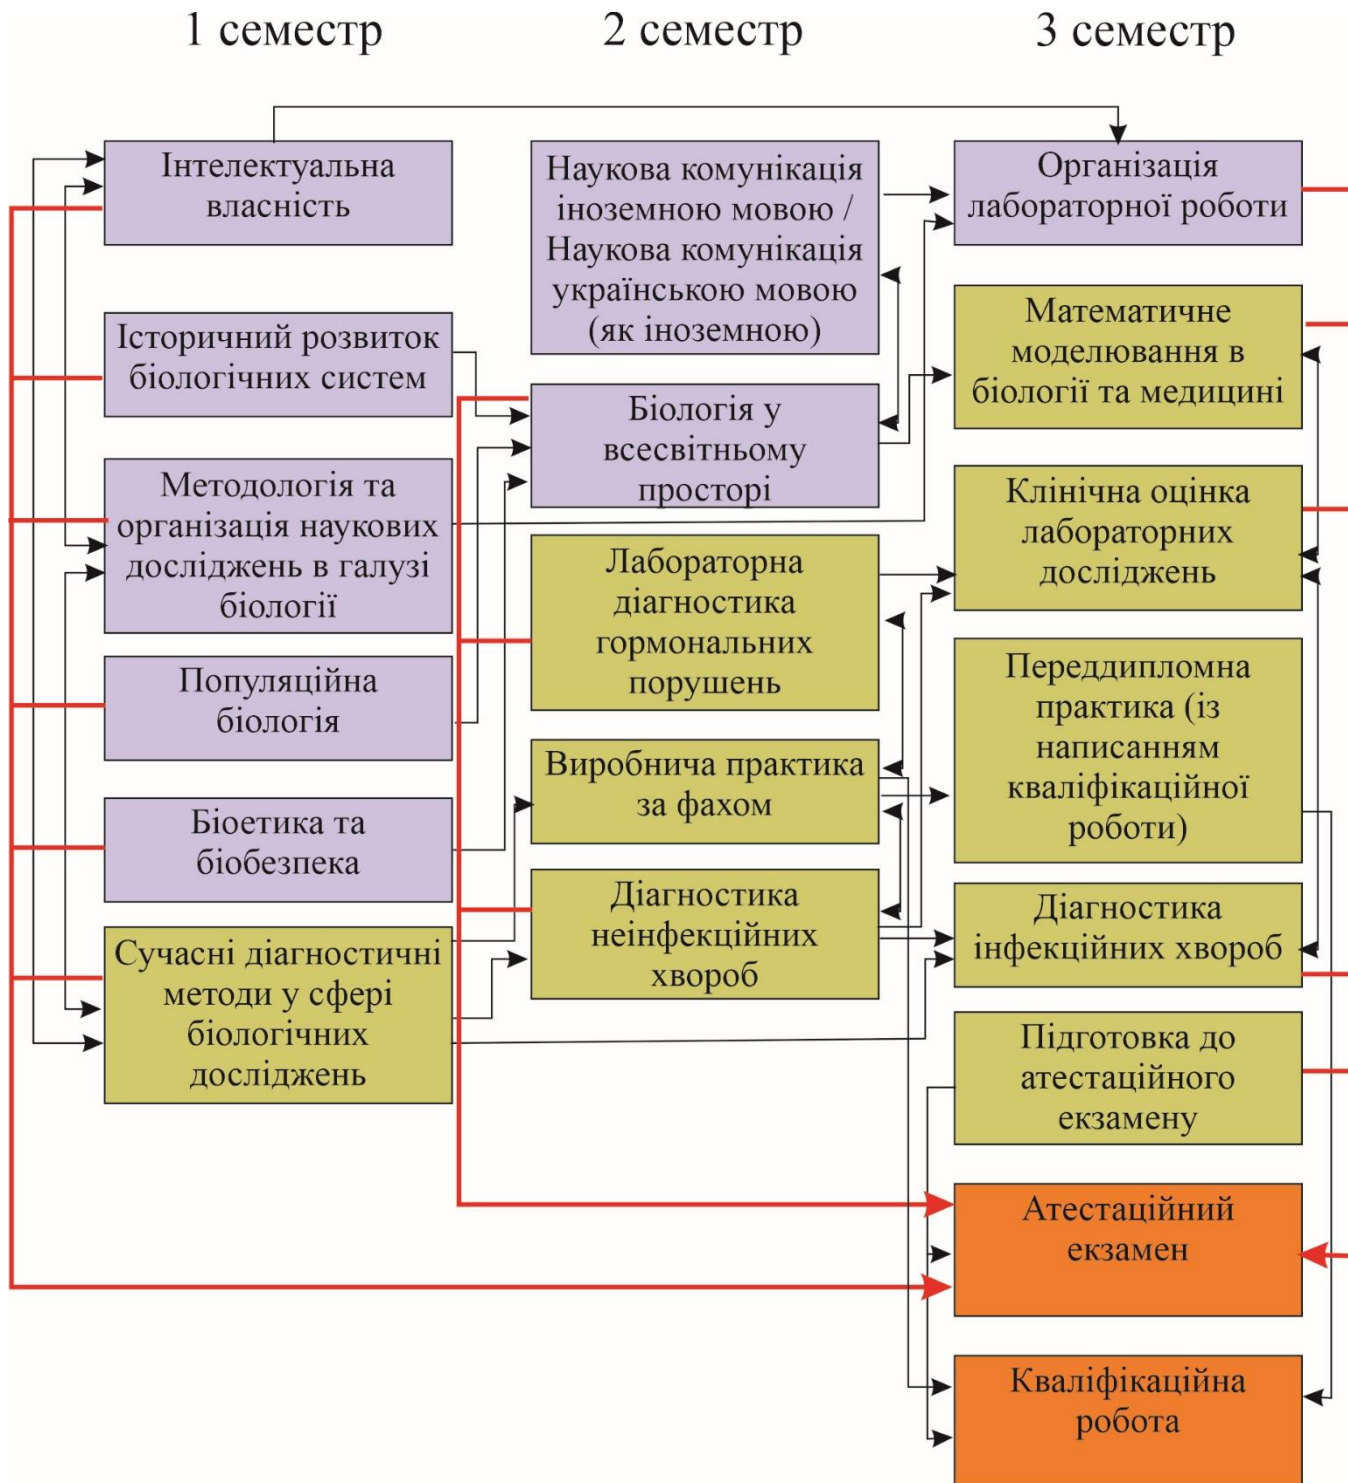 1 семестр
2 семестр
3 семестр
Інтелектуальна
власність
Історичний розвиток
біологічних систем
Методологія та
організація наукових
досліджень в галузі
біології
Популяційна
біологія
Біоетика та
біобезпека
Сучасні діагностичні
методи у сфері
біологічних
досліджень
Наукова комунікація
іноземною мовою /
Наукова комунікація
українською мовою
(як іноземною)
Біологія у
всесвітньому
просторі
Лабораторна
діагностика
гормональних
порушень
Виробнича практика
за фахом
Діагностика
неінфекційних
хвороб
Організація
лабораторної роботи
Математичне
моделювання в
біології та медицині
Клінічна оцінка
лабораторних
досліджень
Переддипломна
практика (із
написанням
кваліфікаційної
роботи)
Діагностика
інфекційних хвороб
Підготовка до
атестаційного
екзамену
Атестаційний
екзамен
Кваліфікаційна
робота